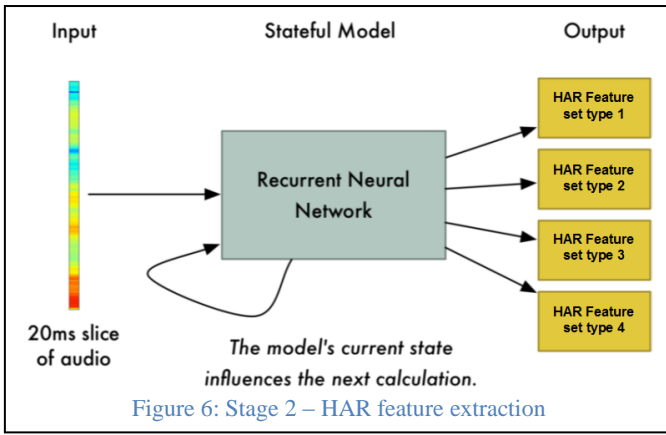 Input
Stateful Model
Output
HAR Feature
set type 1
HAR Feature
set type 2
HAR Feature
set type 3
HAR Feature
set type 4
Recurrent Neural
Network
20ms slice
of audio
The model's current state
influences the next calculation.
Figure 6: Stage 2 – HAR feature extraction